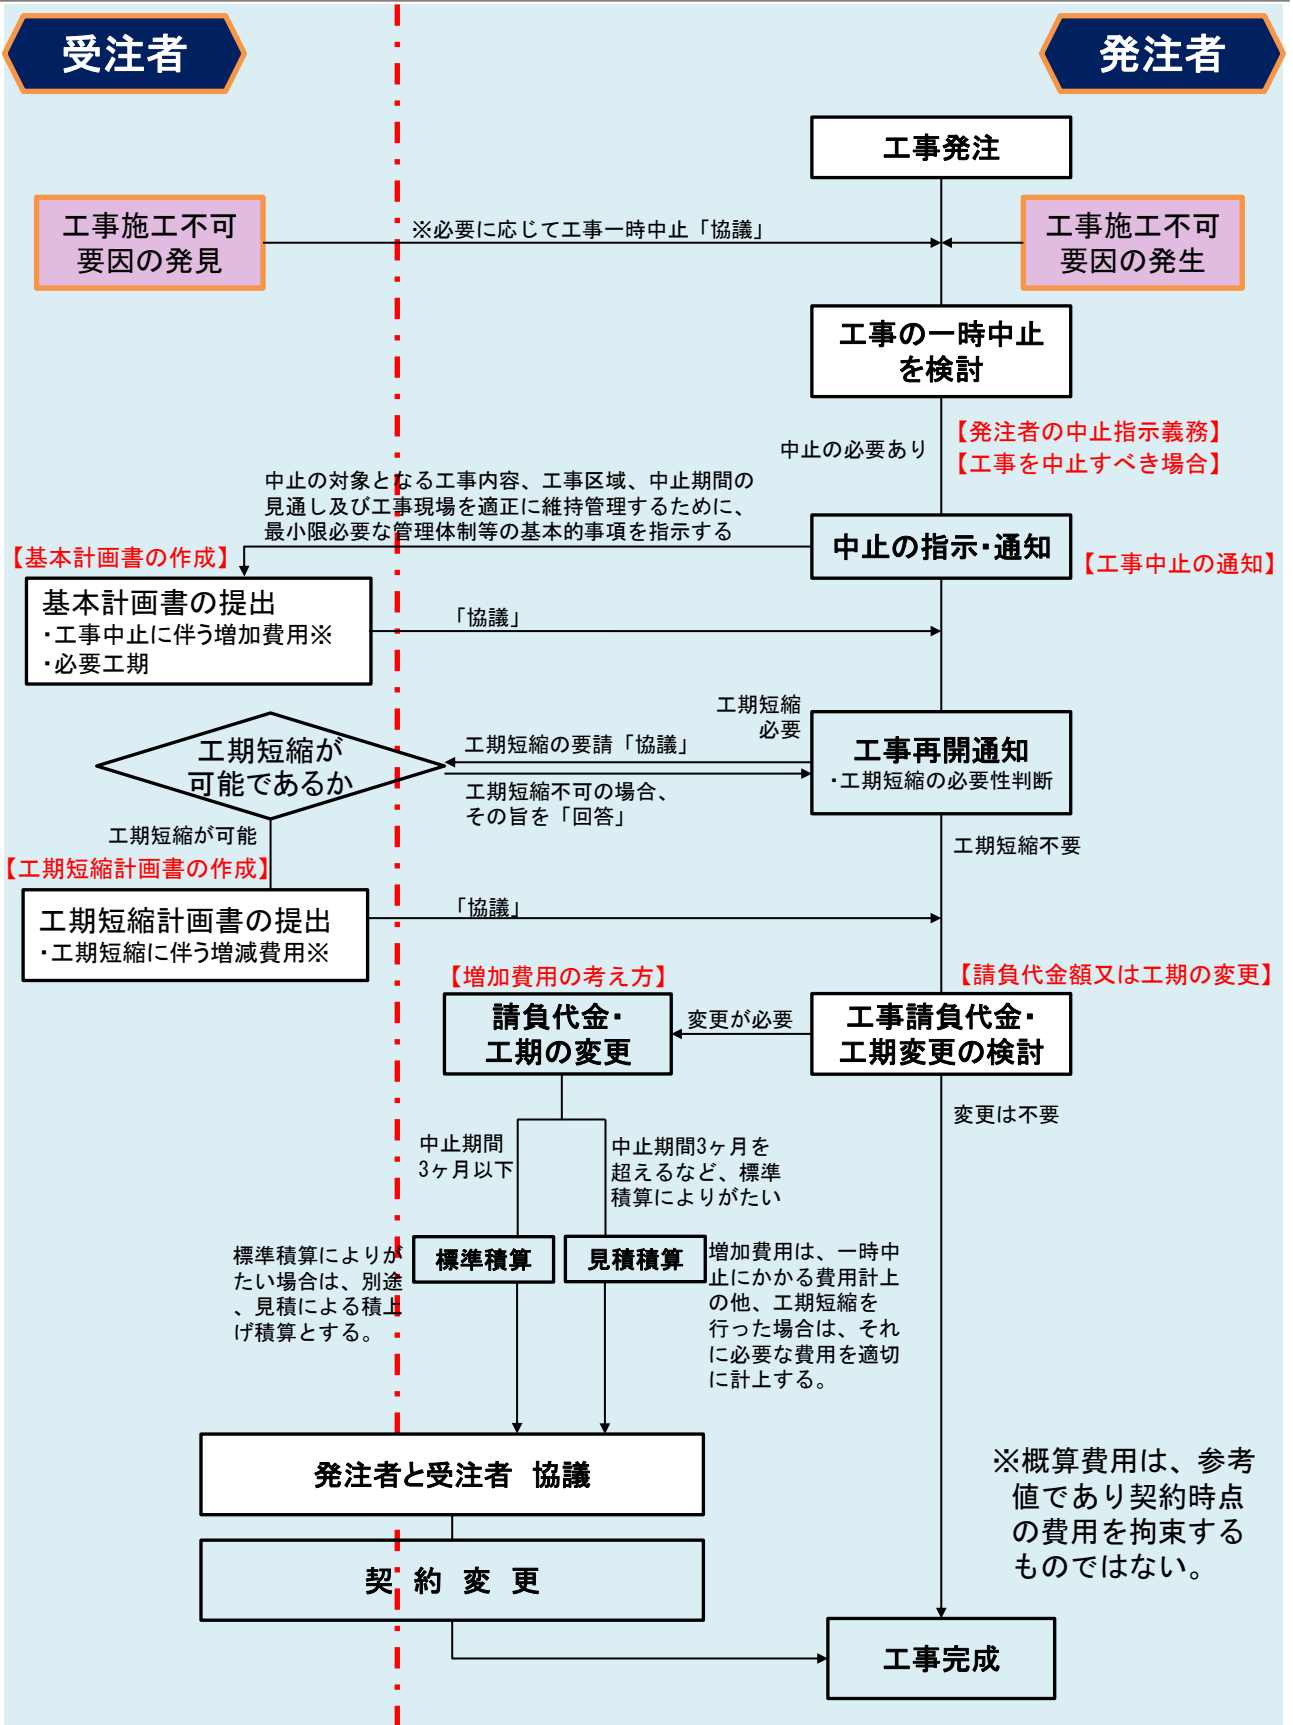 受注者
発注者
工事発注
工事施工不可
要因の発見
※必要に応じて工事一時中止「協議」
工事施工不可
要因の発生
工事の一時中止
を検討
中止の必要あり
【発注者の中止指示義務】
【工事を中止すべき場合】
中止の対象となる工事内容、工事区域、中止期間の
見通し及び工事現場を適正に維持管理するために、
最小限必要な管理体制等の基本的事項を指示する
中止の指示・通知
【工事中止の通知】
【基本計画書の作成】
基本計画書の提出
・工事中止に伴う増加費用※
・必要工期
「協議」
工期短縮
必要
工期短縮が
可能であるか
工期短縮の要請「協議」
工期短縮不可の場合、
その旨を「回答」
工事再開通知
・工期短縮の必要性判断
工期短縮が可能
工期短縮不要
【工期短縮計画書の作成】
工期短縮計画書の提出
・工期短縮に伴う増減費用※
「協議」
【増加費用の考え方】
【請負代金額又は工期の変更】
請負代金・
工期の変更
変更が必要
工事請負代金・
工期変更の検討
変更は不要
中止期間
3ヶ月以下
中止期間3ヶ月を
超えるなど、標準
積算によりがたい
標準積算によりが
たい場合は、別途
、見積による積上
げ積算とする。
標準積算
見積積算
増加費用は、一時中
止にかかる費用計上
の他、工期短縮を
行った場合は、それ
に必要な費用を適切
に計上する。
発注者と受注者 協議
契 約 変 更
※概算費用は、参考
値であり契約時点
の費用を拘束する
ものではない。
工事完成